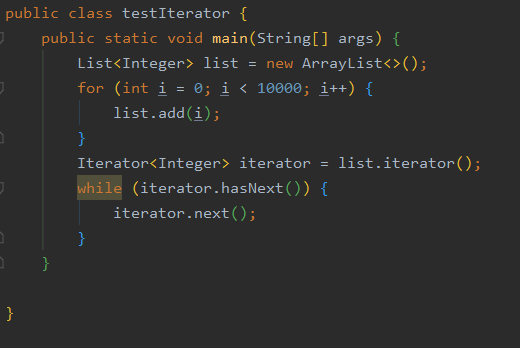 public class testIterator {
    public static void main(String[] args) {
        List<Integer> list = new ArrayList<>();
        for (int i = 0; i < 10000; i++) {
            list.add(i);
        }
        Iterator<Integer> iterator = list.iterator();
        while (iterator.hasNext()) {
            iterator.next();
        }
    }
}